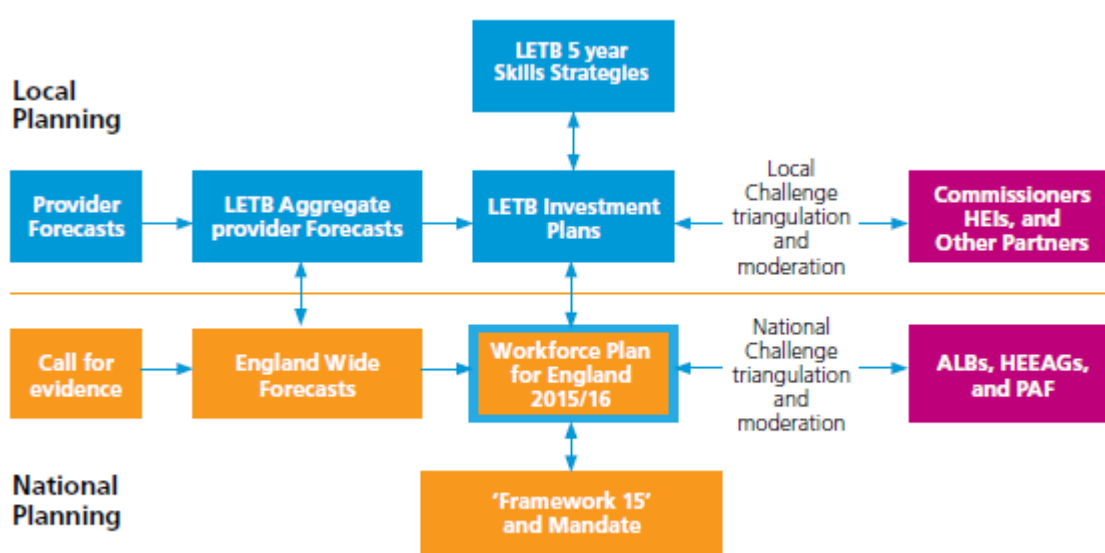 LETB 5 year
Skills Strategies
Local
Planning
Provider
Forecasts
LETB Aggregate
provider Forecasts
LETB Investment
Plans
Local
Challenge
triangulation
and
moderation
Commissioners
HEIs, and
Other Partners
Call for
evidence
England Wide
Forecasts
Workforce Plan
for England
2015/16
National
Challenge
triangulation
and
moderation
ALBs, HEEAGs,
and PAF
National
Planning
‘Framework 15’
and Mandate